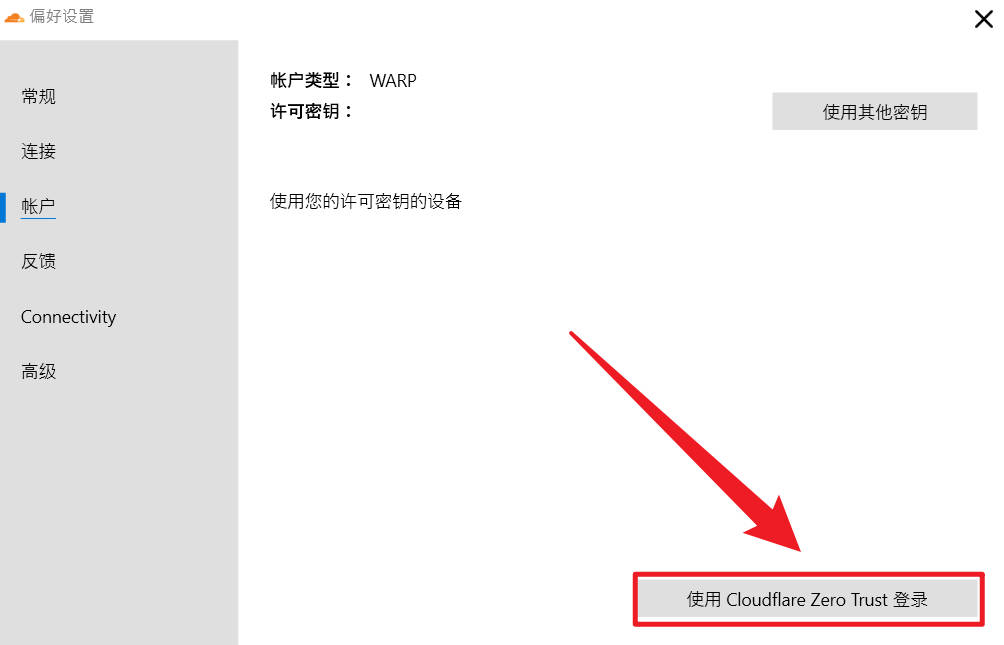 偏好设置
常规
连接
帐户
反馈
Connectivity
高级
帐户类型： WARP
许可密钥：
使用其他密钥
使用您的许可密钥的设备
使用 Cloudflare Zero Trust 登录